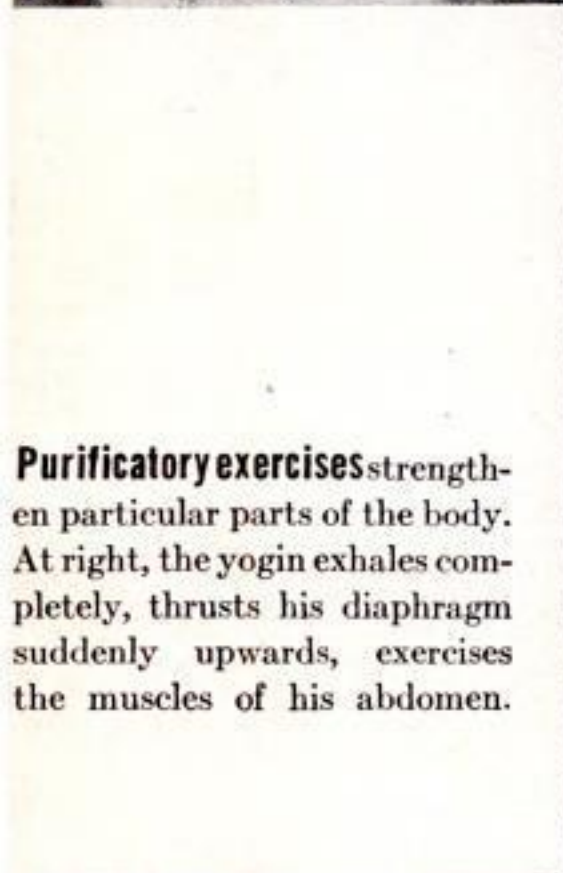 Purificatory exercises strength-
en particular parts of the body.
At right, the yogin exhales com-
pletely, thrusts his diaphragm
suddenly upwards, exercises
the muscles of his abdomen.